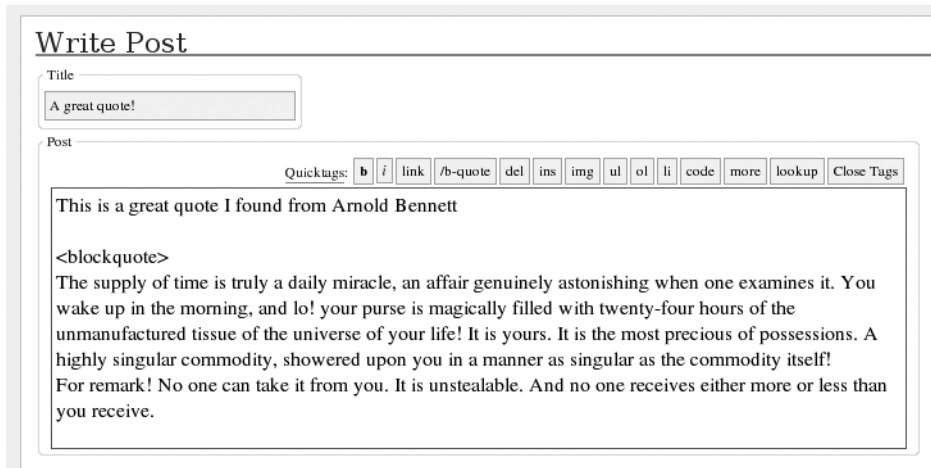 Write Post
Title
A great quote!
Post
Quicktags: b i link /b-quote del ins img ul ol li code more lookup Close Tags
This is a great quote I found from Arnold Bennett
<blockquote>
The supply of time is truly a daily miracle, an affair genuinely astonishing when one examines it. You
wake up in the morning, and lo! your purse is magically filled with twenty-four hours of the
unmanufactured tissue of the universe of your life! It is yours. It is the most precious of possessions. A
highly singular commodity, showered upon you in a manner as singular as the commodity itself!
For remark! No one can take it from you. It is unstealable. And no one receives either more or less than
you receive.